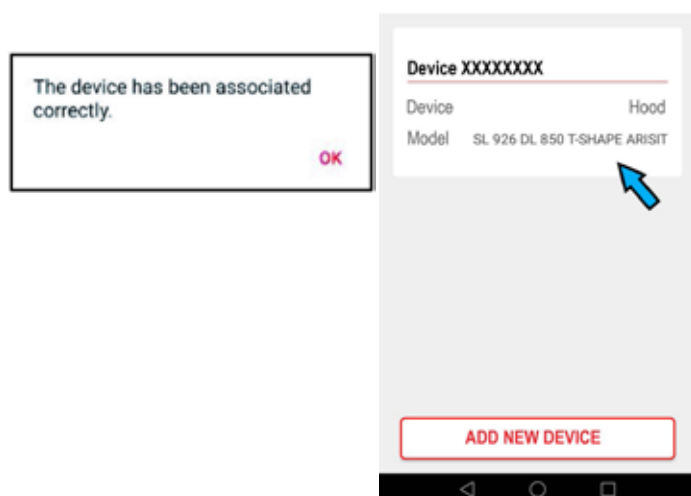 The device has been associated
correctly.
OK
Device XXXXXXXX
Device Hood
Model SL 926 DL 850 T-SHAPE ARISIT
ADD NEW DEVICE